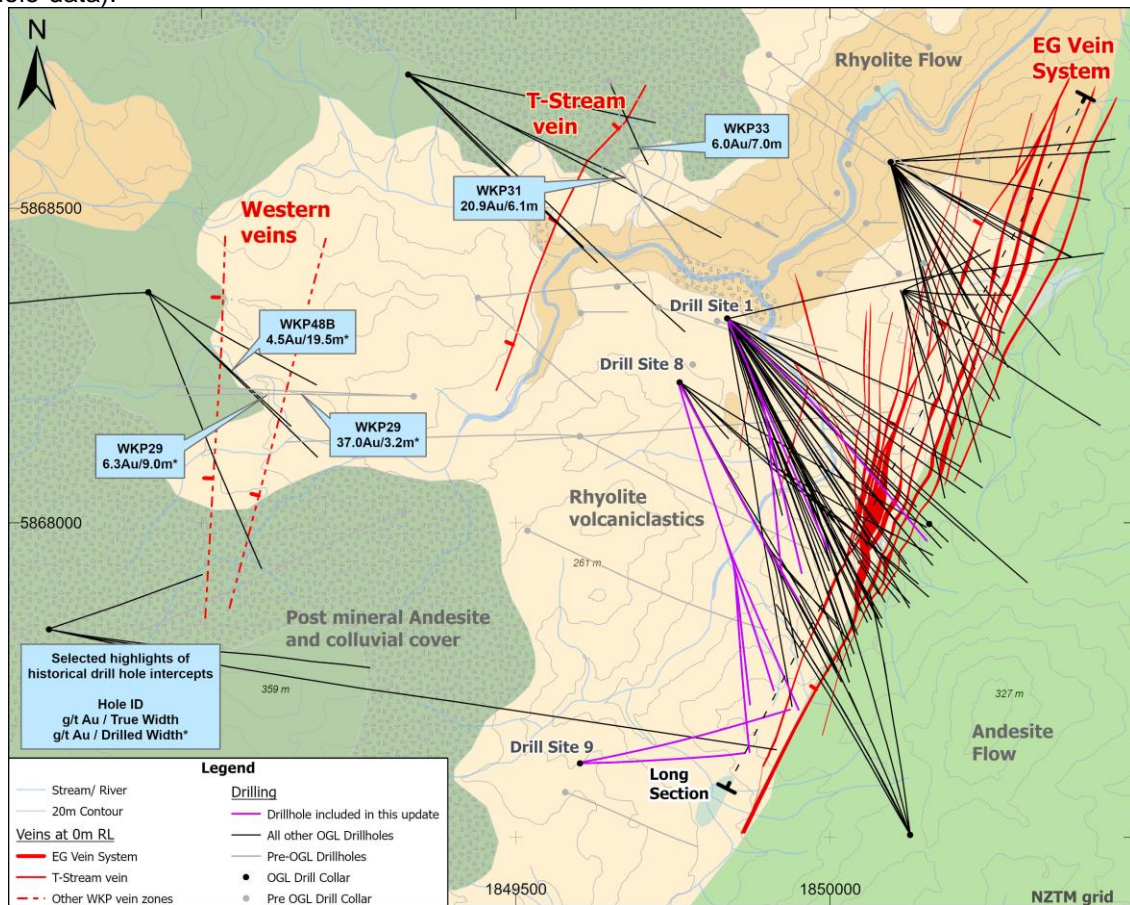 N
EG Vein
System
Rhyolite Flow
T-Stream
vein
WKP33
6.0Au/7.0m
WKP31
20.9Au/6.1m
5868500
Western
veins
Drill Site 1
WKP48B
4.5Au/19.5m*
Drill Site 8
WKP29
37.0Au/3.2m*
WKP29
6.3Au/9.0m*
5868000
Rhyolite
volcaniclastics
261 m
Post mineral Andesite
and colluvial cover
Selected highlights of
historical drill hole intercepts
Hole ID
g/t Au / True Width
g/t Au / Drilled Width*
359 m
327 m
Andesite
Flow
Drill Site 9
Long
Section
Legend
Stream/ River
20m Contour
Veins at 0m RL
EG Vein System
T-Stream vein
Other WKP vein zones
Drilling
Drillhole included in this update
All other OGL Drillholes
Pre-OGL Drillholes
OGL Drill Collar
Pre OGL Drill Collar
1849500
1850000
NZTM grid